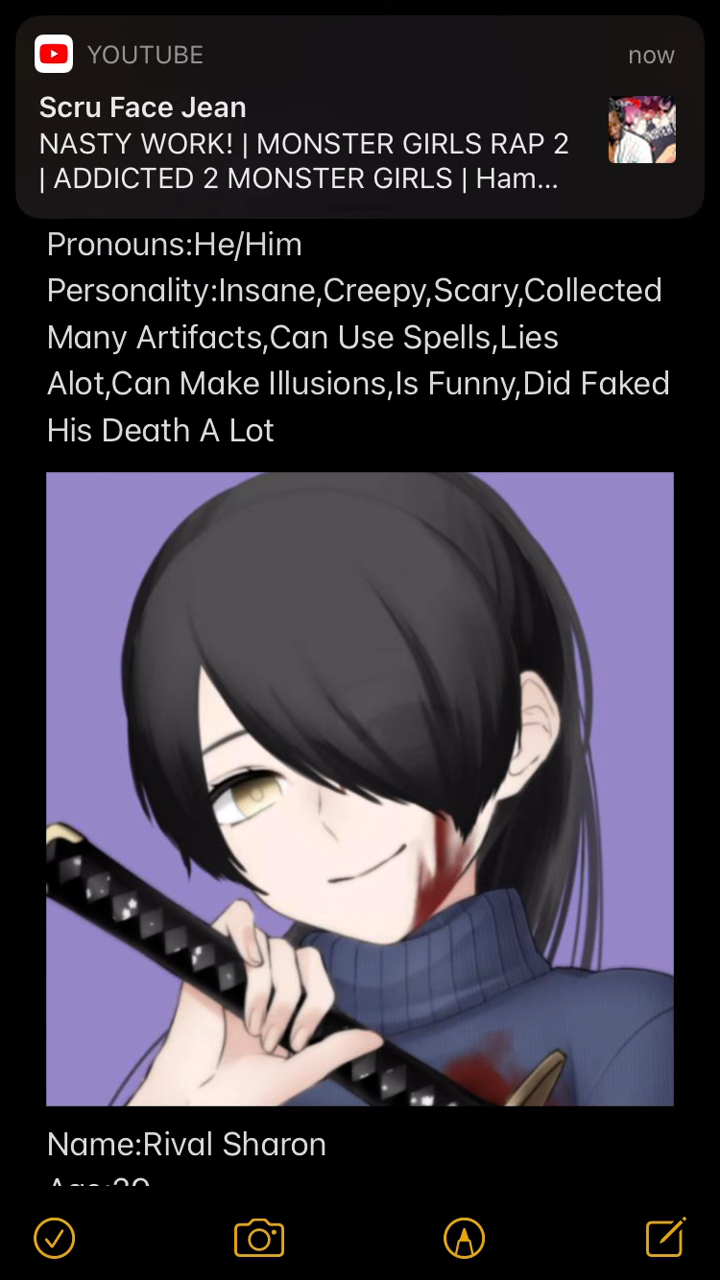 YOUTUBE
now
Scru Face Jean
NASTY WORK! | MONSTER GIRLS RAP 2
| ADDICTED 2 MONSTER GIRLS | Ham...
Pronouns:He/Him
Personality:Insane,Creepy,Scary,Collected
Many Artifacts,Can Use Spells,Lies
Alot,Can Make Illusions,Is Funny,Did Faked
His Death A Lot
Name:Rival Sharon